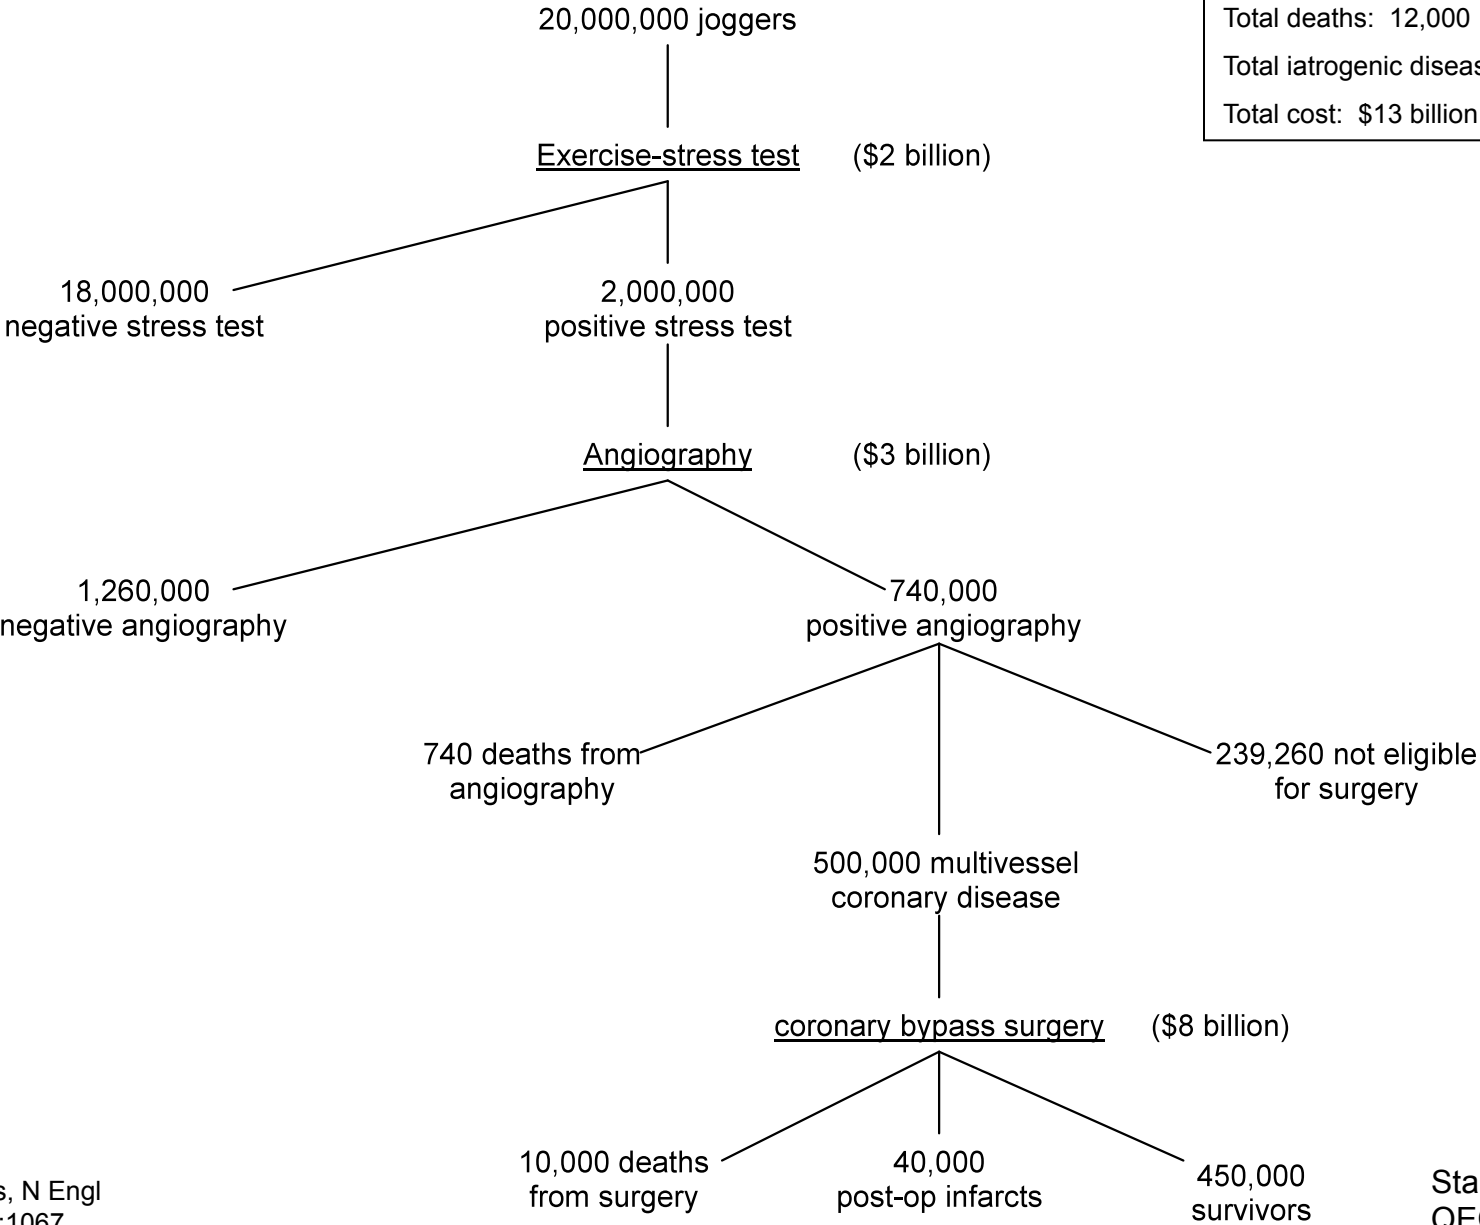 20,000,000 joggers
Total deaths: 12,000
Total iatrogenic
Total cost: $13 billion
Exercise-stress test ($2 billion)
18,000,000
negative stress test
2,000,000
positive stress test
Angiography ($3 billion)
1,260,000
negative angiography
740,000
positive angiography
740 deaths from
angiography
239,260 not eligible
for surgery
500,000 multivessel
coronary disease
coronary bypass surgery ($8 billion)
10,000 deaths
from surgery
40,000
post-op infarcts
450,000
survivors
, N Engl
:1067